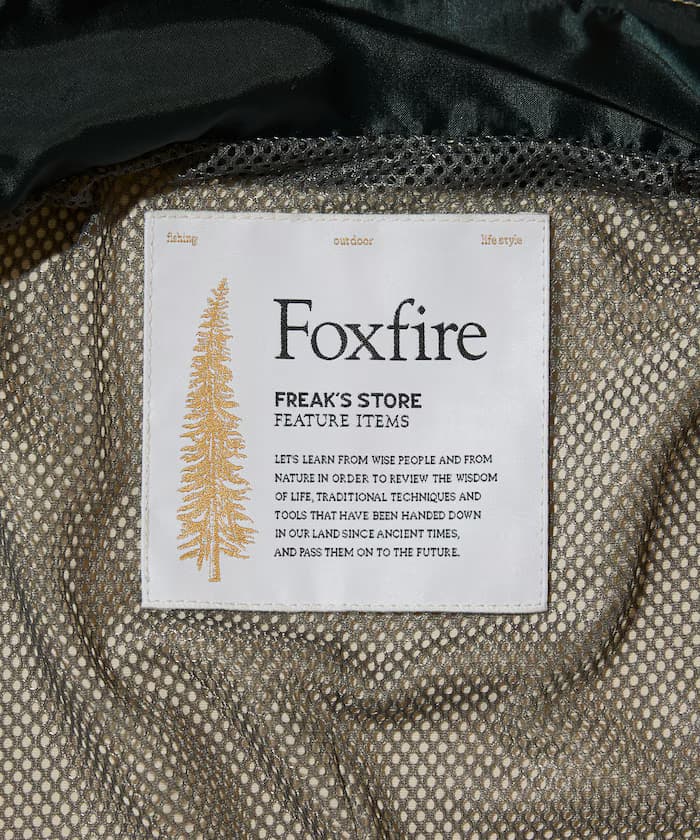 fishing outdoor life style
Foxfire
FREAK'S STORE
FEATURE ITEMS
LET'S LEARN FROM WISE PEOPLE AND FROM
NATURE IN ORDER TO REVIEW THE WISDOM
OF LIFE, TRADITIONAL TECHNIQUES AND
TOOLS THAT HAVE BEEN HANDED DOWN
IN OUR LAND SINCE ANCIENT TIMES,
AND PASS THEM ON TO THE FUTURE.